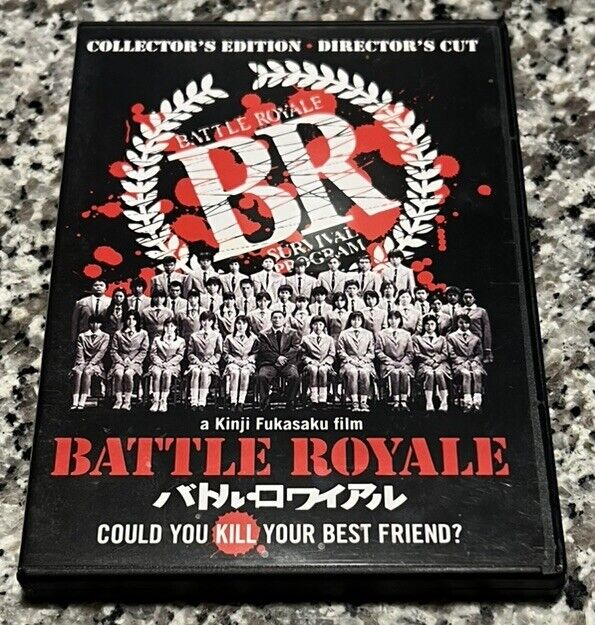 COLLECTOR'S EDITION • DIRECTOR'S CUT
BATTLE ROYALE
BR
SURVIVAL
PROGRAM
a Kinji Fukasaku film
BATTLE ROYALE
バトル・ロワイアル
COULD YOU KILL YOUR BEST FRIEND?